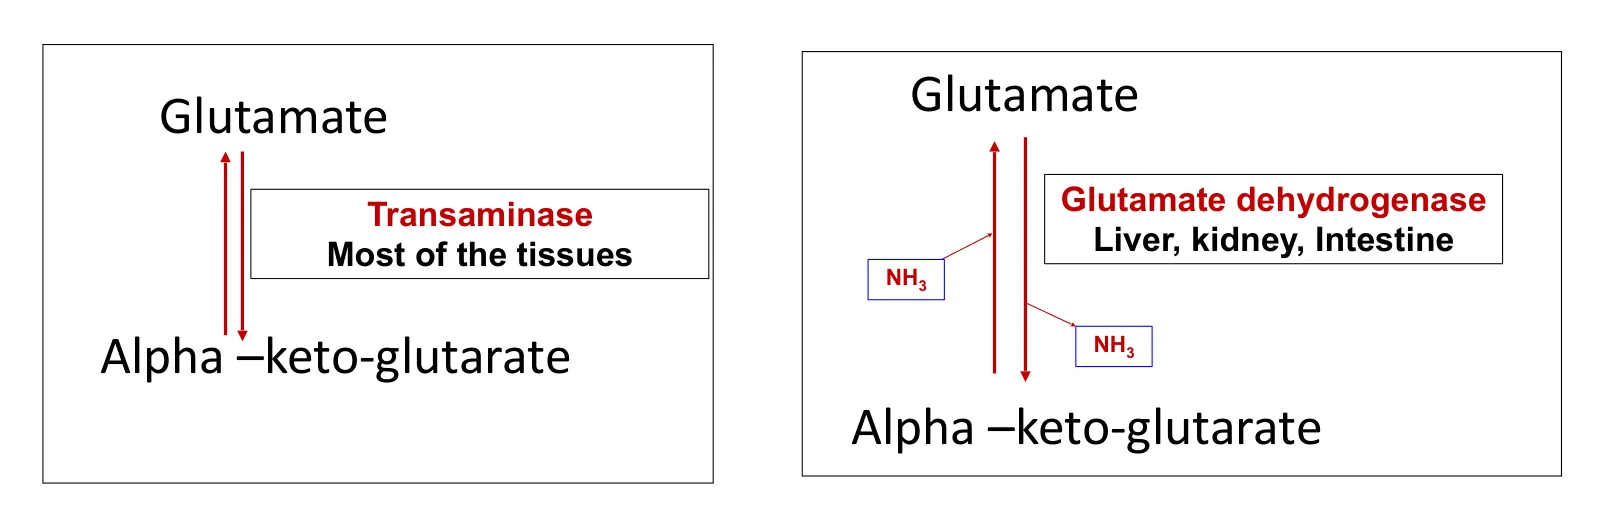 Glutamate
Transaminase
Most of the tissues
Alpha –keto-glutarate
Glutamate
Glutamate dehydrogenase
Liver, kidney, Intestine
NH₃
NH₃
Alpha –keto-glutarate